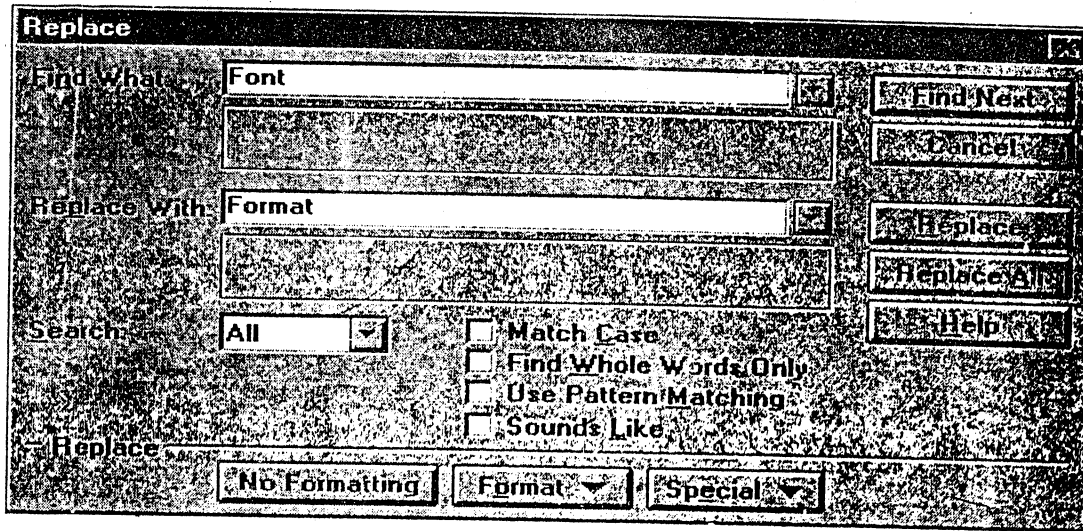 Replace
Find What: Font
Find Next
Cancel
Replace With: Format
Replace
Replace All
Search: All
Match Case
Help
Find Whole Words Only
Use Pattern Matching
Sounds Like
Replace
No Formatting Format Special